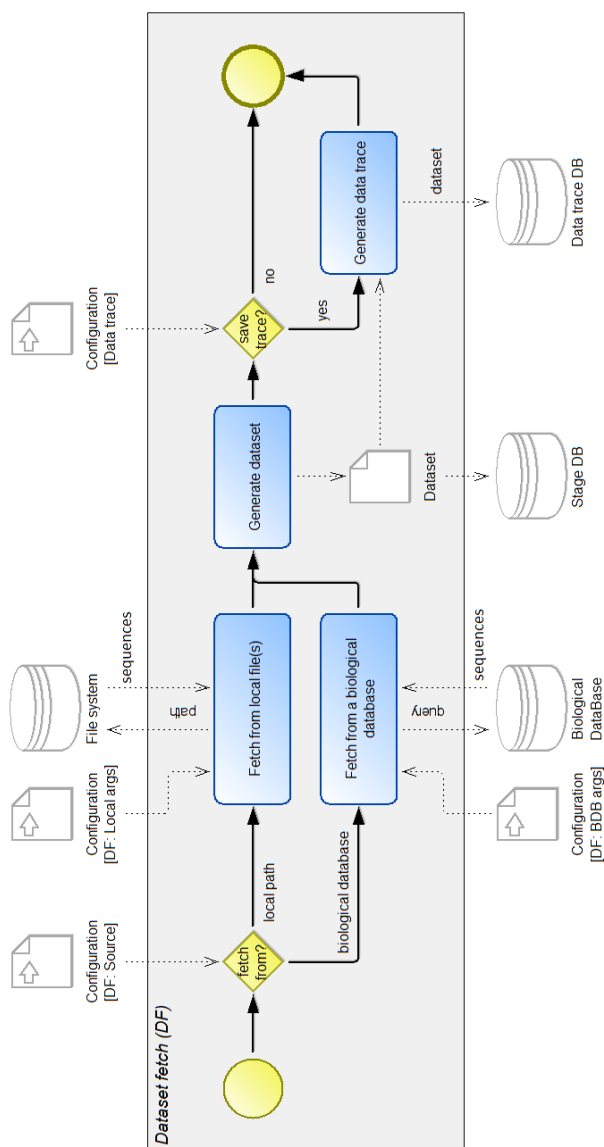 Dataset fetch (DF)
Configuration
[DF: Source]
Configuration
[DF: Local args]
File system
path
sequences
Configuration
[Data trace]
fetch
from?
local path
biological database
Fetch from local file(s)
Fetch from a biological
database
Generate dataset
save
trace?
no
yes
Generate data trace
Dataset
dataset
query
sequences
Configuration
[DF: BDB args]
Biological
DataBase
Stage DB
Data trace DB